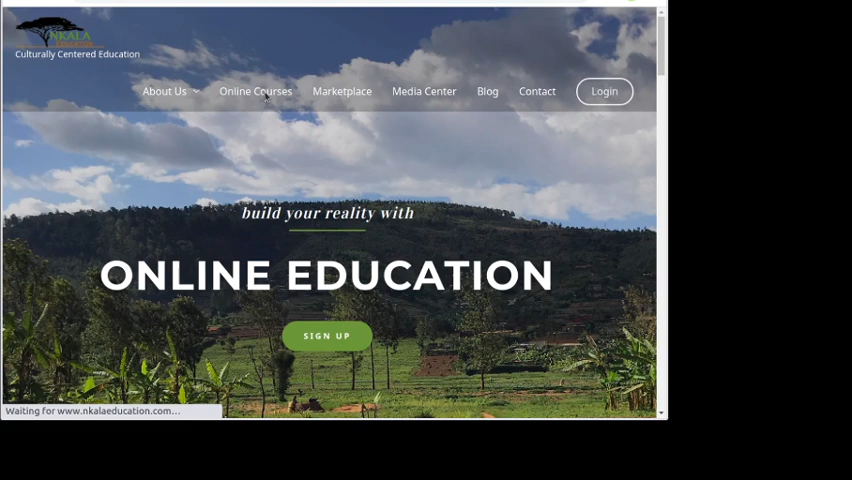 NKALA
Culturally Centered Education
About Us
Online Courses
Marketplace
Media Center
Blog
Contact
Login
build your reality with
ONLINE EDUCATION
SIGN UP
Waiting for www.nkalaeducation.com...